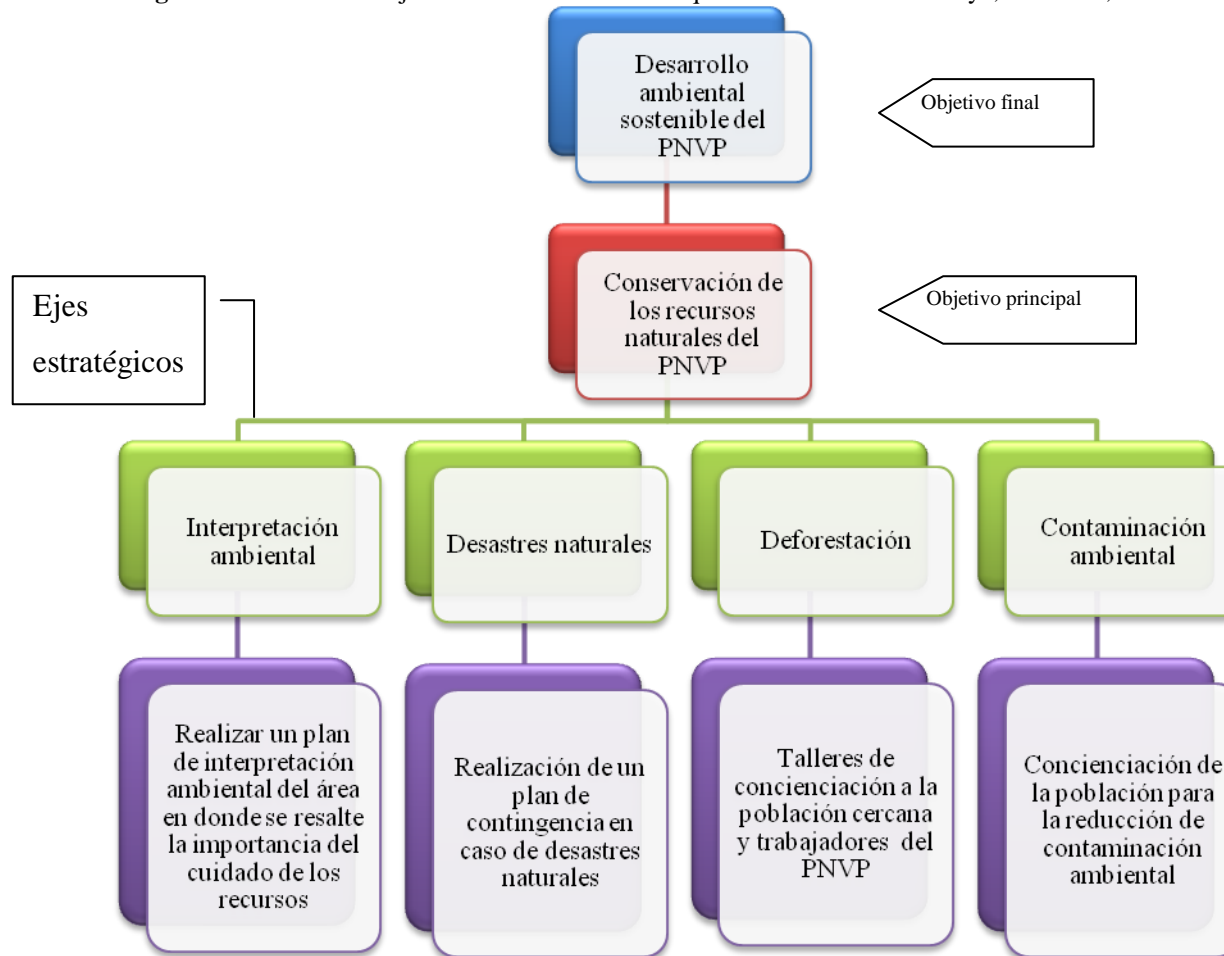 Desarrollo
ambiental
sostenible del
PNVP
Objetivo final
Conservación de
los recursos
naturales del
PNVP
Objetivo principal
Ejes
estratégicos
Interpretación
ambiental
Desastres naturales
Deforestación
Contaminación
ambiental
Realizar un plan
de interpretación
ambiental del área
en donde se resalte
la importancia del
cuidado de los
recursos
Realización de un
plan de
contingencia en
caso de desastres
naturales
Talleres de
concienciación a la
población cercana
y trabajadores del
PNVP
Concienciación de
la población para
la reducción de
contaminación
ambiental